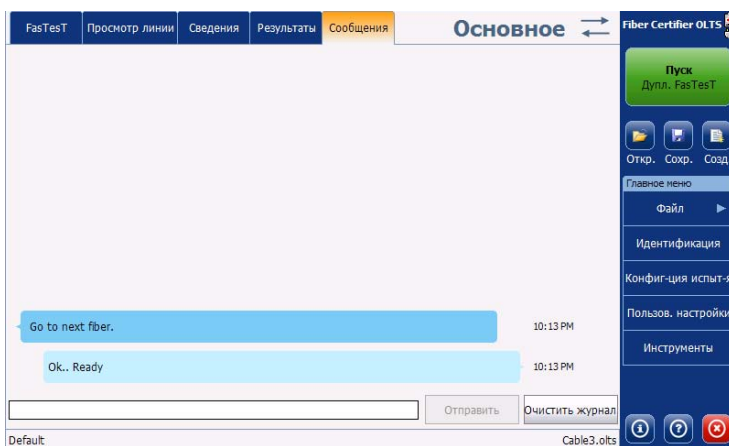 FasTesT Просмотр линии Сведения Результаты Сообщения Основное
Fiber Certifier OLTS
Пуск
Дупл. FasTesT
Откр. Сохр. Созд
Главное меню
Файл
Идентификация
Конфиг-ция испыт-я
Пользов. настройки
Инструменты
Go to next fiber. 10:13 PM
Ok.. Ready 10:13 PM
Отправить Очистить журнал
Default Cable3.olts